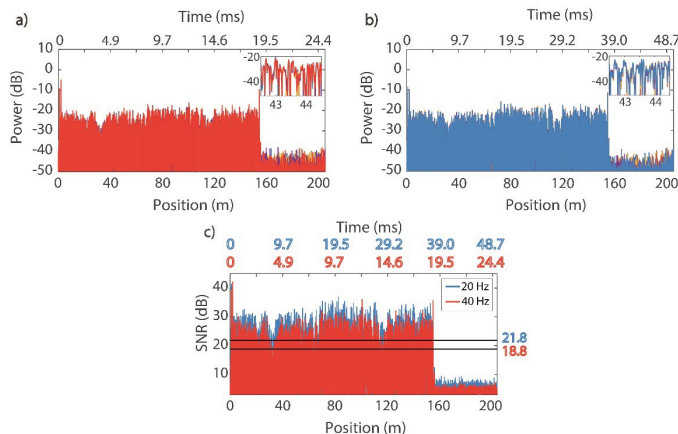 a)
Time (ms)
0 4.9 9.7 14.6 19.5 24.4
Power (dB)
10
0
-10
-20
-30
-40
-50
-20
-40
43 44
0 40 80 120 160 200
Position (m)
b)
Time (ms)
0 9.7 19.5 29.2 39.0 48.7
Power (dB)
10
0
-10
-20
-30
-40
-50
-20
-40
43 44
0 40 80 120 160 200
Position (m)
c)
Time (ms)
0 9.7 19.5 29.2 39.0 48.7
0 4.9 9.7 14.6 19.5 24.4
SNR (dB)
40
30
20
10
20 Hz
40 Hz
21.8
18.8
0 40 80 120 160 200
Position (m)